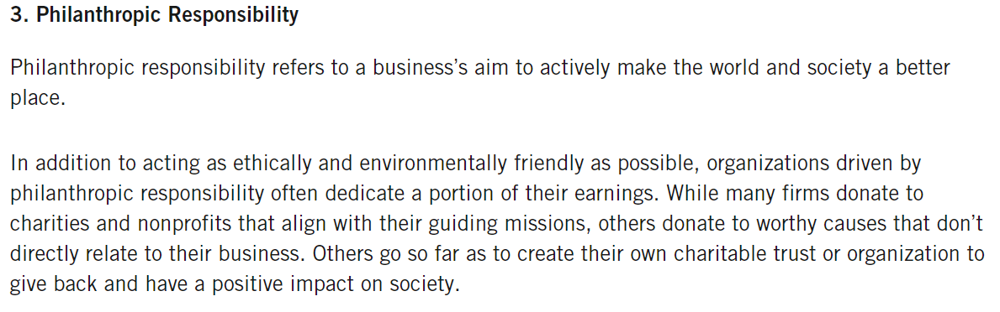 3. Philanthropic Responsibility
Philanthropic responsibility refers to a business’s aim to actively make the world and society a better
place.
In addition to acting as ethically and environmentally friendly as possible, organizations driven by
philanthropic responsibility often dedicate a portion of their earnings. While many firms donate to
charities and nonprofits that align with their guiding missions, others donate to worthy causes that don’t
directly relate to their business. Others go so far as to create their own charitable trust or organization to
give back and have a positive impact on society.